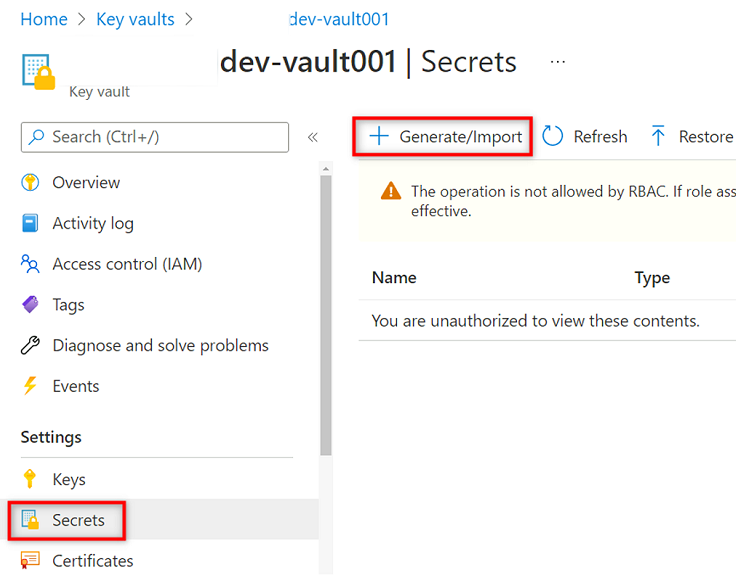 Home > Key vaults > dev-vault001
dev-vault001 | Secrets ...
Key vault
Search (Ctrl+/) «
Generate/Import Refresh Restore
Overview
Activity log
Access control (IAM)
Tags
Diagnose and solve problems
Events
Settings
Keys
Secrets
Certificates
The operation is not allowed by RBAC. If role ass
effective.
Name Type
You are unauthorized to view these contents.